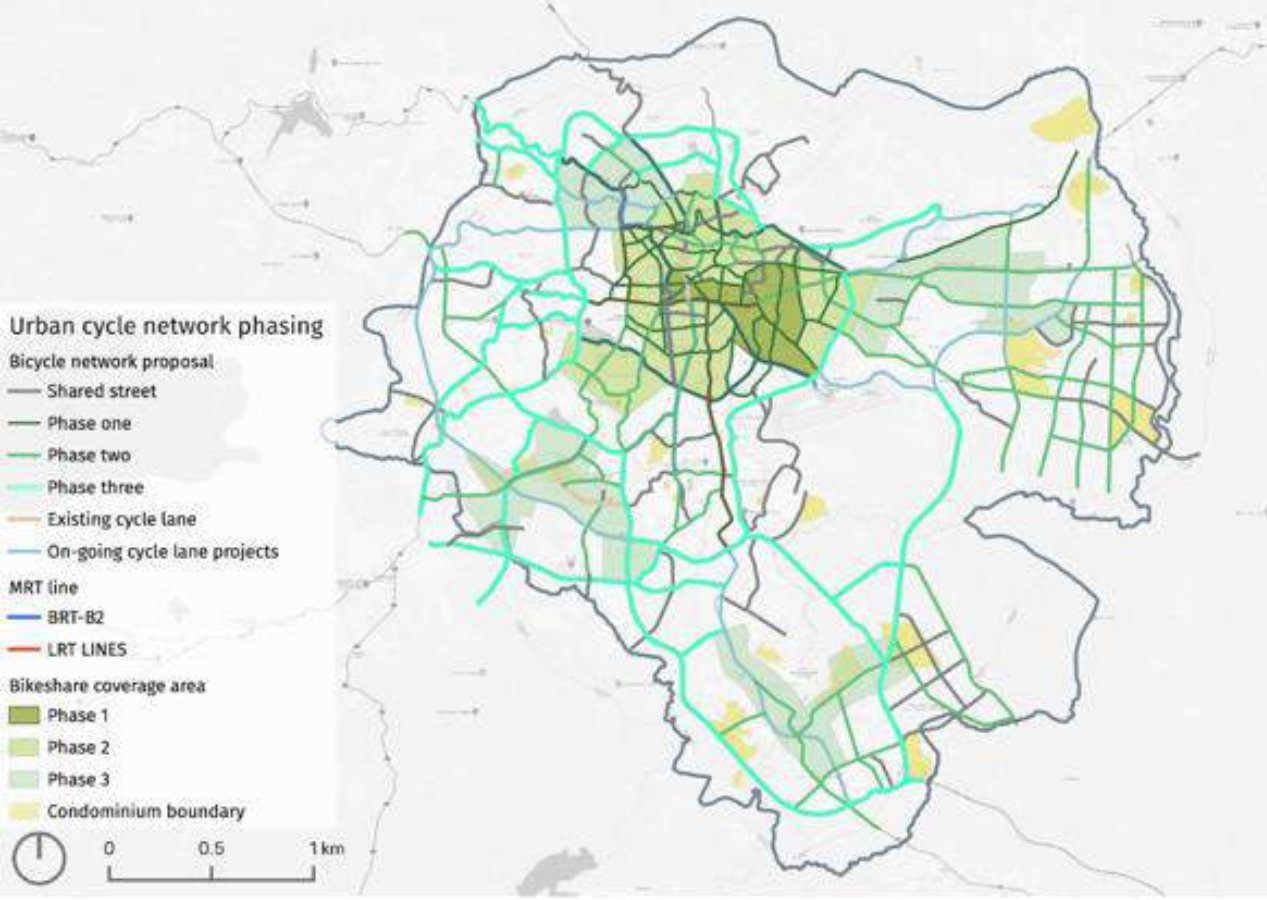 Urban cycle network phasing
Bicycle network proposal
Shared street
Phase one
Phase two
Phase three
Existing cycle lane
On-going cycle lane projects
MRT line
BRT-B2
LRT LINES
Bikeshare coverage area
Phase 1
Phase 2
Phase 3
Condominium boundary
0 0.5 1 km